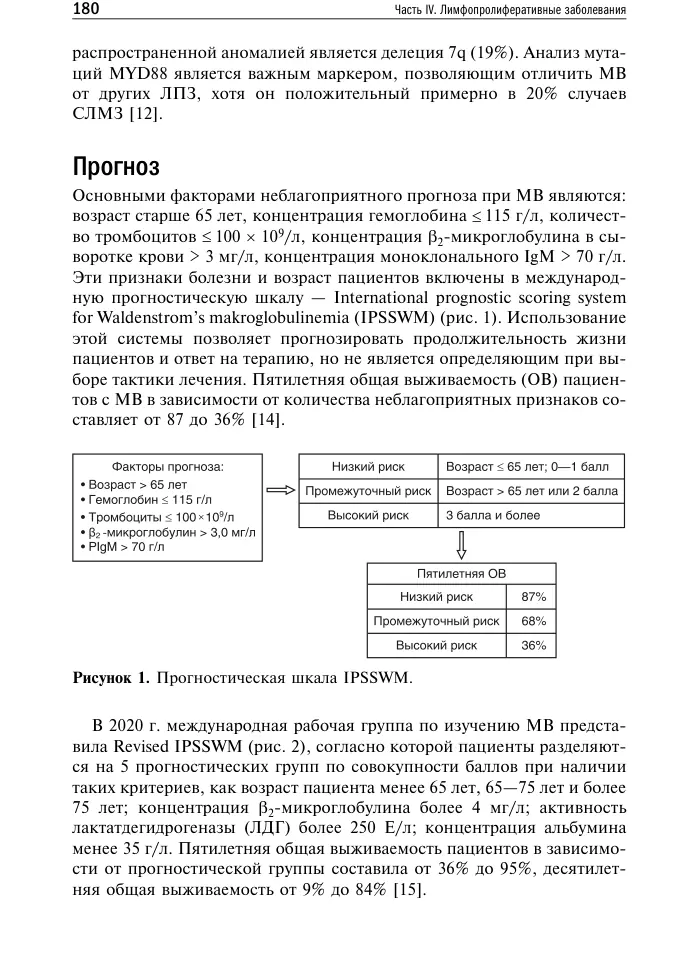 180
Часть IV. Лимфопролиферативные заболевания
распространенной аномалией является делеция 7q (19%). Анализ мута-
ций MYD88 является важным маркером, позволяющим отличить МВ
от других ЛПЗ, хотя он положительный примерно в 20% случаев
СЛМЗ [12].
Прогноз
Основными факторами неблагоприятного прогноза при МВ являются:
возраст старше 65 лет, концентрация гемоглобина ≤ 115 г/л, количест-
во тромбоцитов ≤ 100 × 10⁹/л, концентрация β₂-микроглобулина в сы-
воротке крови > 3 мг/л, концентрация моноклонального IgM > 70 г/л.
Эти признаки болезни и возраст пациентов включены в международ-
ную прогностическую шкалу — International prognostic scoring system
for Waldenstrom's makroglobulinemia (IPSSWM) (рис. 1). Использование
этой системы позволяет прогнозировать продолжительность жизни
пациентов и ответ на терапию, но не является определяющим при вы-
боре тактики лечения. Пятилетняя общая выживаемость (ОВ) пациен-
тов с МВ в зависимости от количества неблагоприятных признаков со-
ставляет от 87 до 36% [14].
Факторы прогноза:
• Возраст > 65 лет
• Гемоглобин ≤ 115 г/л
• Тромбоциты ≤ 100×10⁹/л
• β₂-микроглобулин > 3,0 мг/л
• PIgM > 70 г/л
Низкий риск Возраст ≤ 65 лет; 0—1 балл
Промежуточный риск Возраст > 65 лет или 2 балла
Высокий риск 3 балла и более
Пятилетняя ОВ
Низкий риск 87%
Промежуточный риск 68%
Высокий риск 36%
Рисунок 1. Прогностическая шкала IPSSWM.
В 2020 г. международная рабочая группа по изучению МВ предста-
вила Revised IPSSWM (рис. 2), согласно которой пациенты разделяют-
ся на 5 прогностических групп по совокупности баллов при наличии
таких критериев, как возраст пациента менее 65 лет, 65—75 лет и более
75 лет; концентрация β₂-микроглобулина более 4 мг/л; активность
лактатдегидрогеназы (ЛДГ) более 250 Е/л; концентрация альбумина
менее 35 г/л. Пятилетняя общая выживаемость пациентов в зависимо-
сти от прогностической группы составила от 36% до 95%, десятилет-
няя общая выживаемость от 9% до 84% [15].